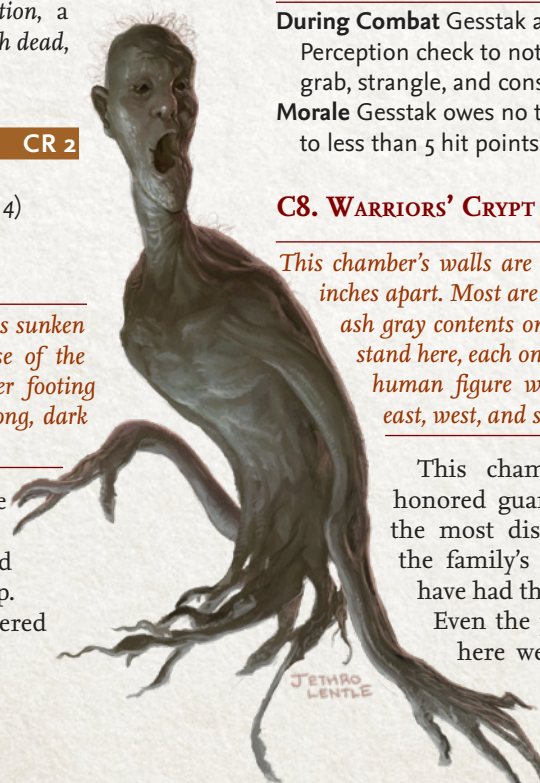 tion, a
h dead,
CR 2
4)
s sunken
se of the
er footing
ong, dark
e
d
p.
ered
During Combat Gesstak a
Perception check to not
grab, strangle, and cons
Morale Gesstak owes no t
to less than 5 hit points
C8. Warriors' Crypt
This chamber's walls are
inches apart. Most are
ash gray contents on
stand here, each on
human figure w
east, west, and s
This cham
honored guar
the most dis
the family's
have had th
Even the
here we
Jethro
Lentle